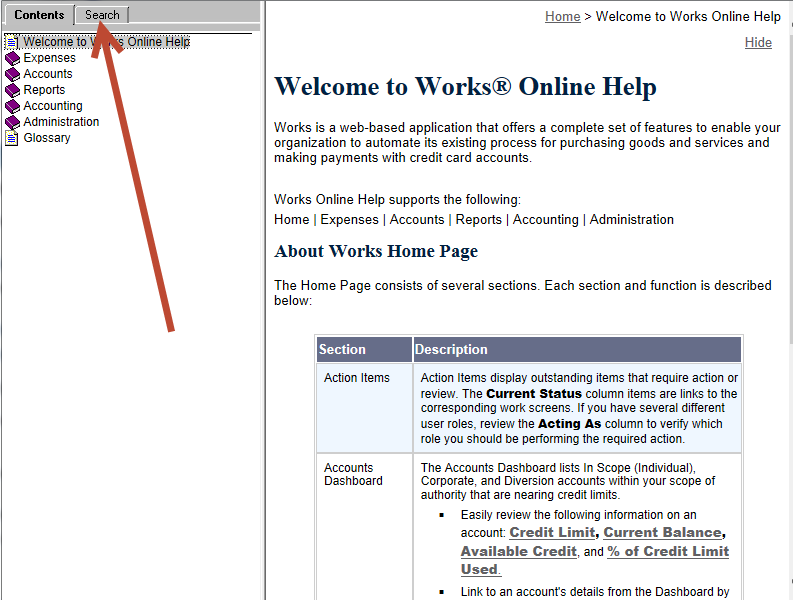 Contents Search
Welcome to Works Online Help
Expenses
Accounts
Reports
Accounting
Administration
Glossary
Home > Welcome to Works Online Help
Hide
Welcome to Works® Online Help
Works is a web-based application that offers a complete set of features to enable your
organization to automate its existing process for purchasing goods and services and
making payments with credit card accounts.
Works Online Help supports the following:
Home | Expenses | Accounts | Reports | Accounting | Administration
About Works Home Page
The Home Page consists of several sections. Each section and function is described
below:
Section Description
Action Items
Action Items display outstanding items that require action or
review. The Current Status column items are links to the
corresponding work screens. If you have several different
user roles, review the Acting As column to verify which
role you should be performing the required action.
Accounts
Dashboard
The Accounts Dashboard lists In Scope (Individual),
Corporate, and Diversion accounts within your scope of
authority that are nearing credit limits.
▪ Easily review the following information on an
account: Credit Limit, Current Balance,
Available Credit, and % of Credit Limit
Used.
▪ Link to an account's details from the Dashboard by